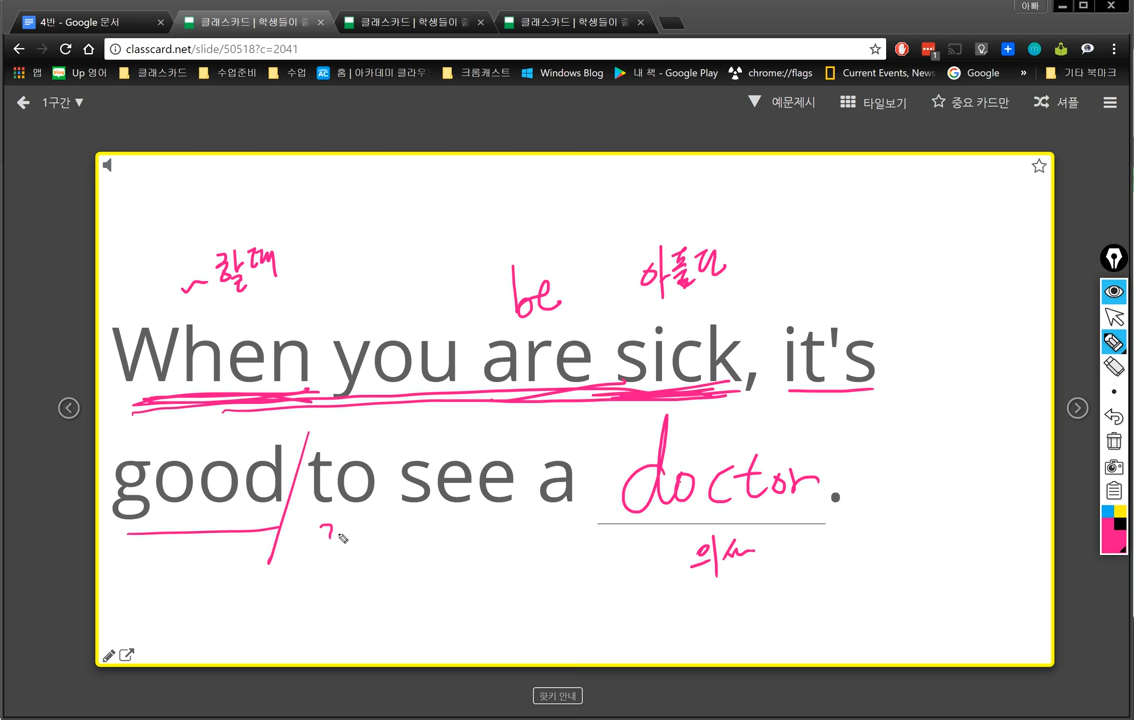 아빠
4반 - Google 문서
클래스카드 | 학생들이 즐
클래스카드 | 학생들이 즐
클래스카드 | 학생들이 즐
classcard.net/slide/50518?c=2041
1
앱 Up 영어 클래스카드 수업준비 수업 홈 | 아카데미 클라우드 크롬캐스트 Windows Blog 내 책 - Google Play chrome://flags Current Events, News Google » 기타 북마크
1구간 ▼ ▼ 예문제시 타일보기 중요 카드만 셔플
~할때 be
When you are sick, it's
good / to see a doctor.
의사
핫키 안내